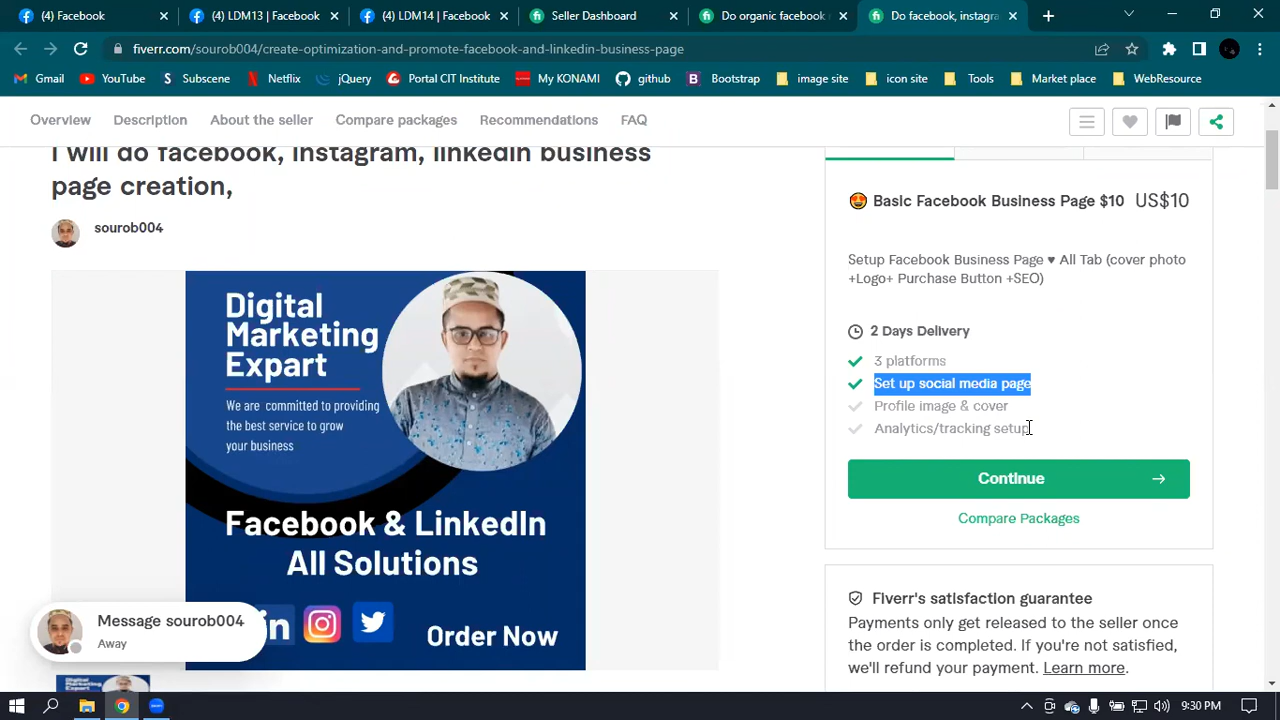 (4) Facebook
(4) LDM13 | Facebook
(4) LDM14 | Facebook
Seller Dashboard
Do organic facebook m
Do facebook, instagra
fiverr.com/sourob004/create-optimization-and-promote-facebook-and-linkedin-business-page
Gmail
YouTube
Subscene
Netflix
jQuery
Portal CIT Institute
My KONAMI
github
Bootstrap
image site
icon site
Tools
Market place
WebResource
Overview
Description
About the seller
Compare packages
Recommendations
FAQ
I will do facebook, instagram, linkedin business
page creation,
sourob004
Digital
Marketing
Expart
We are committed to providing
the best service to grow
your business
Facebook & LinkedIn
All Solutions
in
Order Now
Message sourob004
Away
Digital
Marketing
Basic Facebook Business Page $10 US$10
Setup Facebook Business Page ♥ All Tab (cover photo
+Logo+ Purchase Button +SEO)
2 Days Delivery
3 platforms
Set up social media page
Profile image & cover
Analytics/tracking setup
Continue
Compare Packages
Fiverr's satisfaction guarantee
Payments only get released to the seller once
the order is completed. If you're not satisfied,
we'll refund your payment. Learn more.
9:30 PM